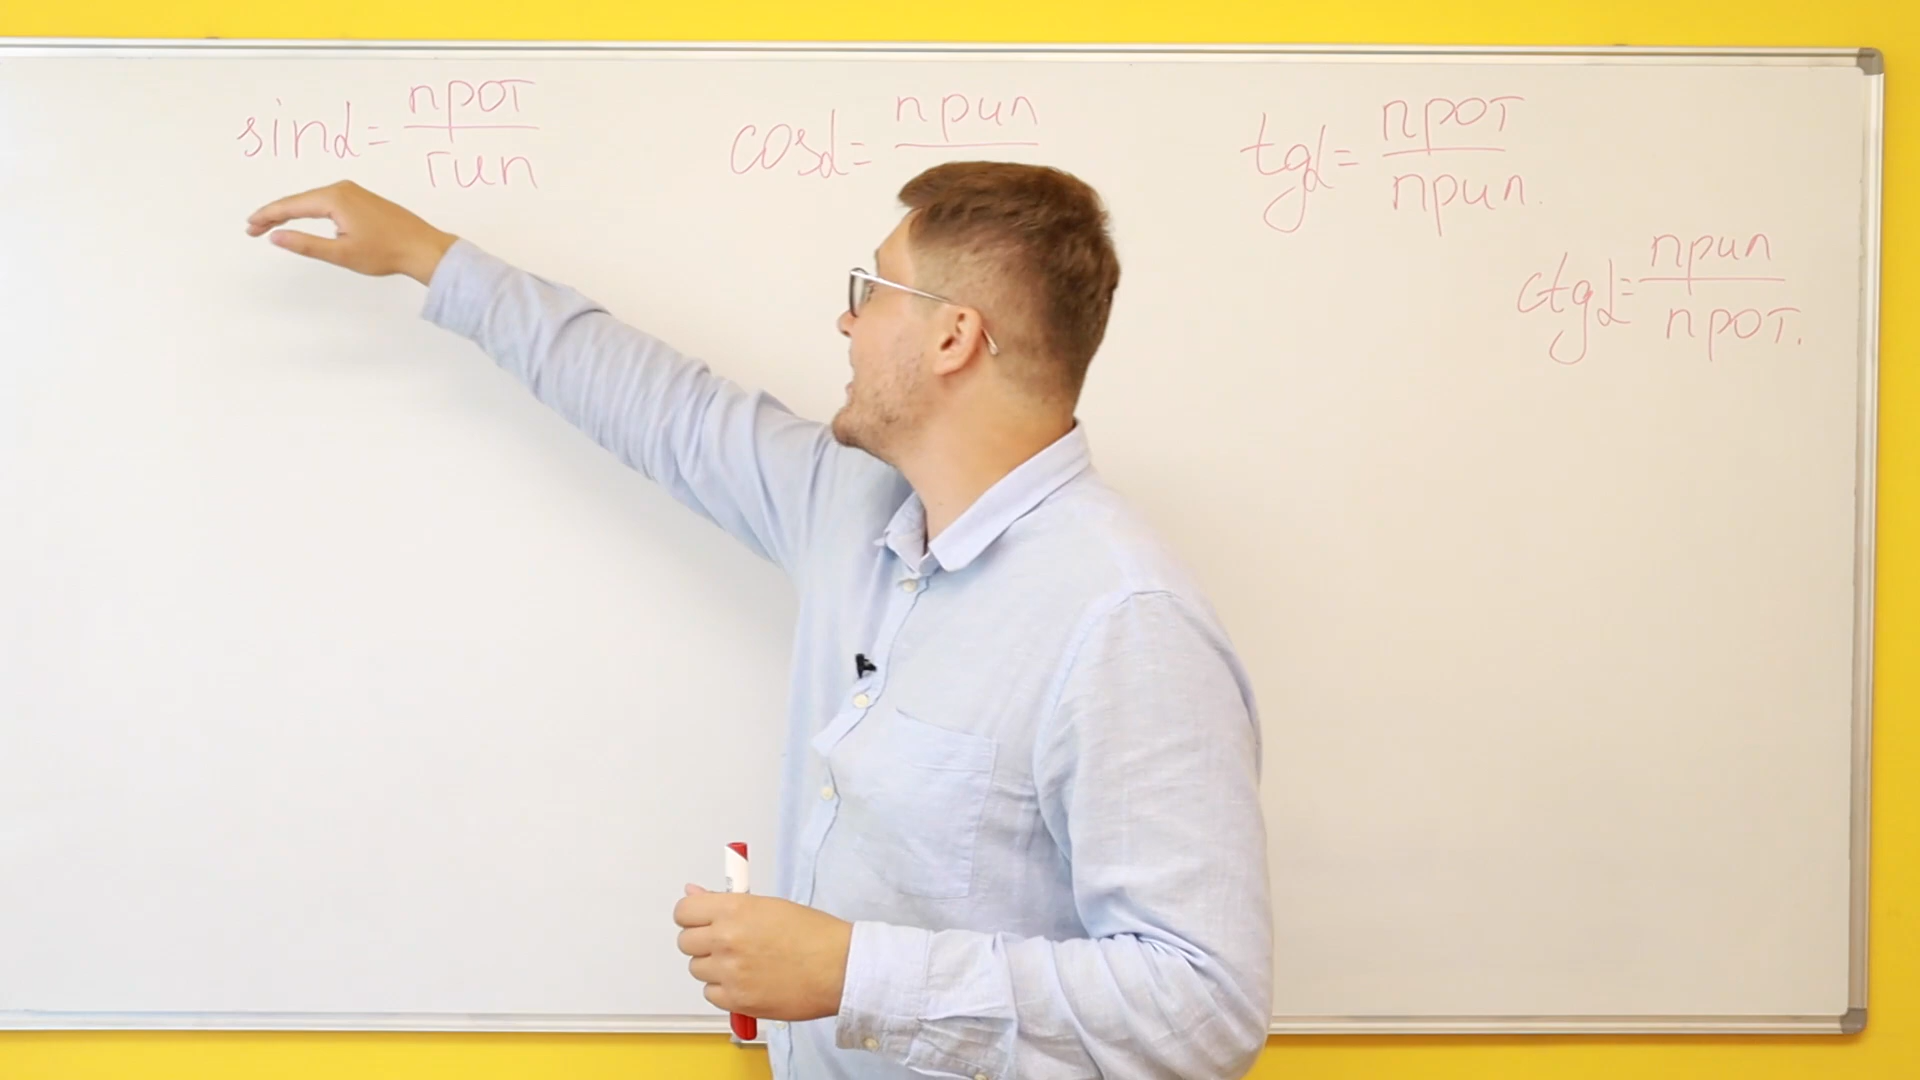 sinα = прот / гип
cosα = прил
tgα = прот / прил.
ctgα = прил / прот.